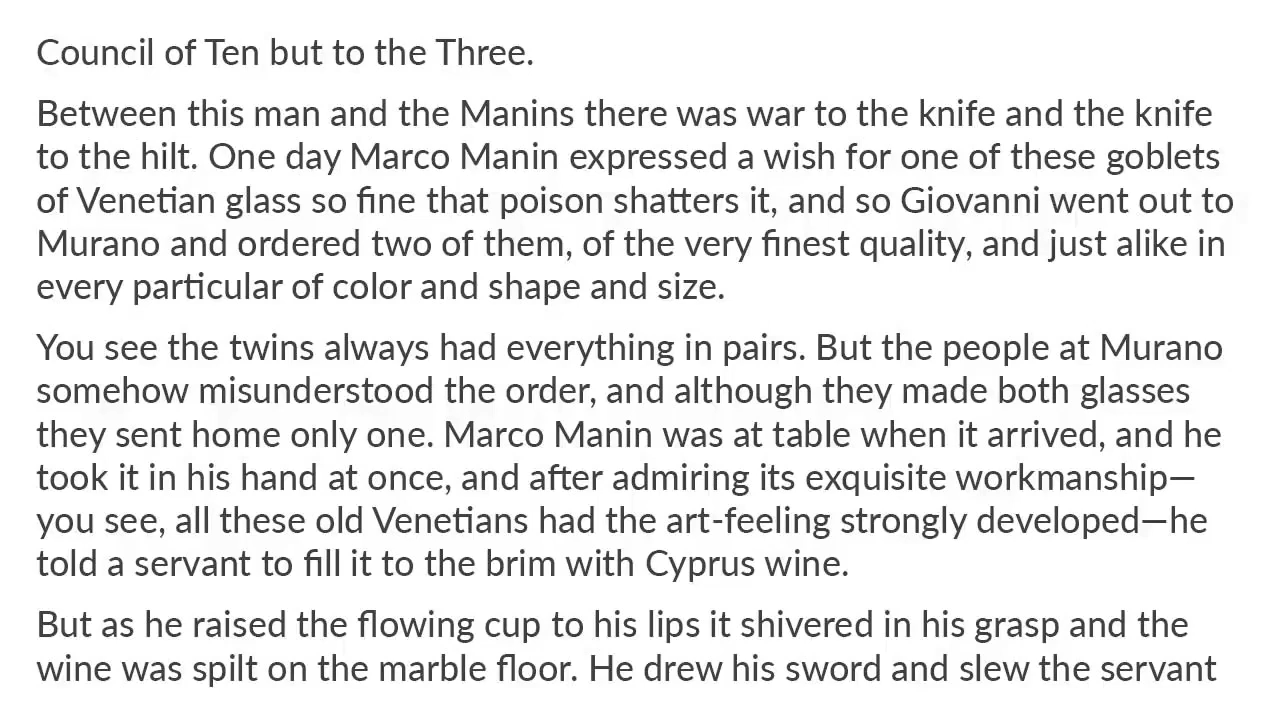 Council of Ten but to the Three.
Between this man and the Manins there was war to the knife and the knife
to the hilt. One day Marco Manin expressed a wish for one of these goblets
of Venetian glass so fine that poison shatters it, and so Giovanni went out to
Murano and ordered two of them, of the very finest quality, and just alike in
every particular of color and shape and size.
You see the twins always had everything in pairs. But the people at Murano
somehow misunderstood the order, and although they made both glasses
they sent home only one. Marco Manin was at table when it arrived, and he
took it in his hand at once, and after admiring its exquisite workmanship—
you see, all these old Venetians had the art-feeling strongly developed—he
told a servant to fill it to the brim with Cyprus wine.
But as he raised the flowing cup to his lips it shivered in his grasp and the
wine was spilt on the marble floor. He drew his sword and slew the servant